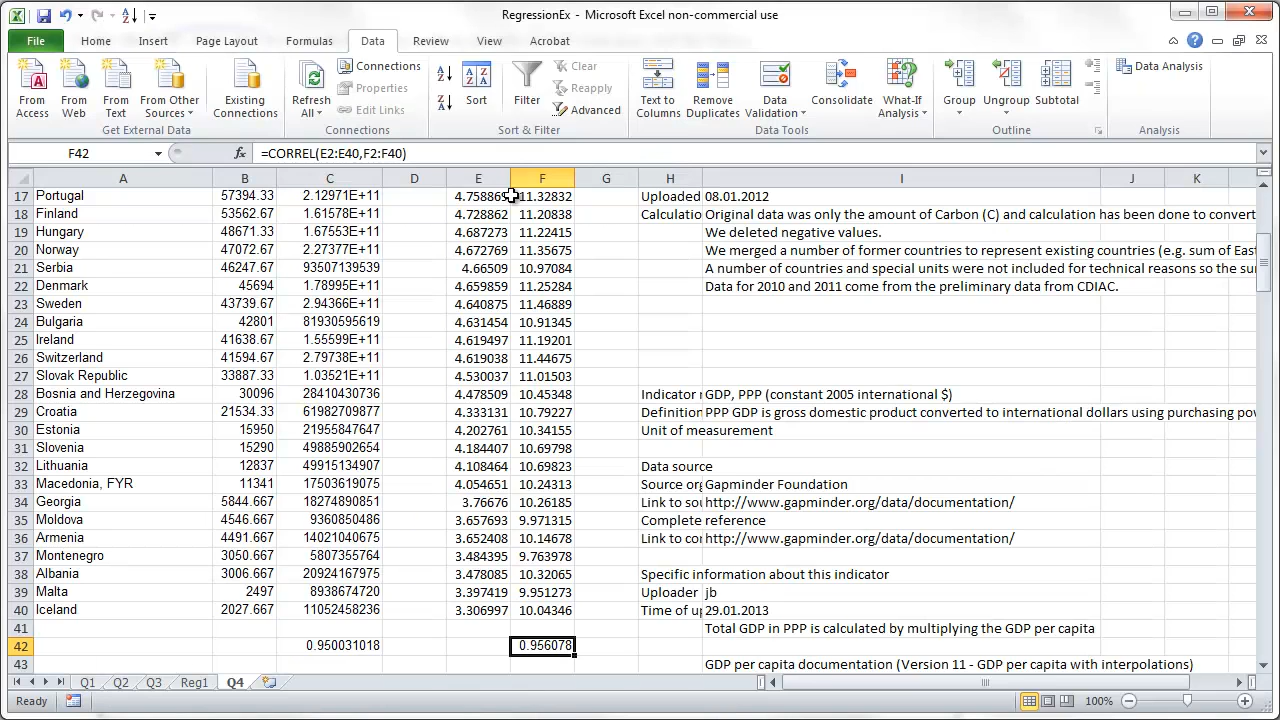 RegressionEx - Microsoft Excel non-commercial use
File Home Insert Page Layout Formulas Data Review View Acrobat
From Access From Web From Text From Other Sources Existing Connections Refresh All Connections Properties Edit Links Sort Filter Clear Reapply Advanced Text to Columns Remove Duplicates Data Validation Consolidate What-If Analysis Group Ungroup Subtotal Data Analysis
Get External Data Connections Sort & Filter Data Tools Outline Analysis
F42 fx =CORREL(E2:E40,F2:F40)
A B C D E F G H I J K
17 Portugal 57394.33 2.12971E+11 4.758869 11.32832 Uploaded 08.01.2012
18 Finland 53562.67 1.61578E+11 4.728862 11.20838 Calculatio Original data was only the amount of Carbon (C) and calculation has been done to convert
19 Hungary 48671.33 1.67553E+11 4.687273 11.22415 We deleted negative values.
20 Norway 47072.67 2.27377E+11 4.672769 11.35675 We merged a number of former countries to represent existing countries (e.g. sum of East
21 Serbia 46247.67 93507139539 4.66509 10.97084 A number of countries and special units were not included for technical reasons so the sur
22 Denmark 45694 1.78995E+11 4.659859 11.25284 Data for 2010 and 2011 come from the preliminary data from CDIAC.
23 Sweden 43739.67 2.94366E+11 4.640875 11.46889
24 Bulgaria 42801 81930595619 4.631454 10.91345
25 Ireland 41638.67 1.55599E+11 4.619497 11.19201
26 Switzerland 41594.67 2.79738E+11 4.619038 11.44675
27 Slovak Republic 33887.33 1.03521E+11 4.530037 11.01503
28 Bosnia and Herzegovina 30096 28410430736 4.478509 10.45348 Indicator r GDP, PPP (constant 2005 international $)
29 Croatia 21534.33 61982709877 4.333131 10.79227 Definition PPP GDP is gross domestic product converted to international dollars using purchasing pov
30 Estonia 15950 21955847647 4.202761 10.34155 Unit of measurement
31 Slovenia 15290 49885902654 4.184407 10.69798
32 Lithuania 12837 49915134907 4.108464 10.69823 Data source
33 Macedonia, FYR 11341 17503619075 4.054651 10.24313 Source org Gapminder Foundation
34 Georgia 5844.667 18274890851 3.76676 10.26185 Link to sou http://www.gapminder.org/data/documentation/
35 Moldova 4546.667 9360850486 3.657693 9.971315 Complete reference
36 Armenia 4491.667 14021040675 3.652408 10.14678 Link to cor http://www.gapminder.org/data/documentation/
37 Montenegro 3050.667 5807355764 3.484395 9.763978
38 Albania 3006.667 20924167975 3.478085 10.32065 Specific information about this indicator
39 Malta 2497 8938674720 3.397419 9.951273 Uploader jb
40 Iceland 2027.667 11052458236 3.306997 10.04346 Time of up 29.01.2013
41 Total GDP in PPP is calculated by multiplying the GDP per capita
42 0.950031018 0.956078
43 GDP per capita documentation (Version 11 - GDP per capita with interpolations)
Q1 Q2 Q3 Reg1 Q4
Ready 100%